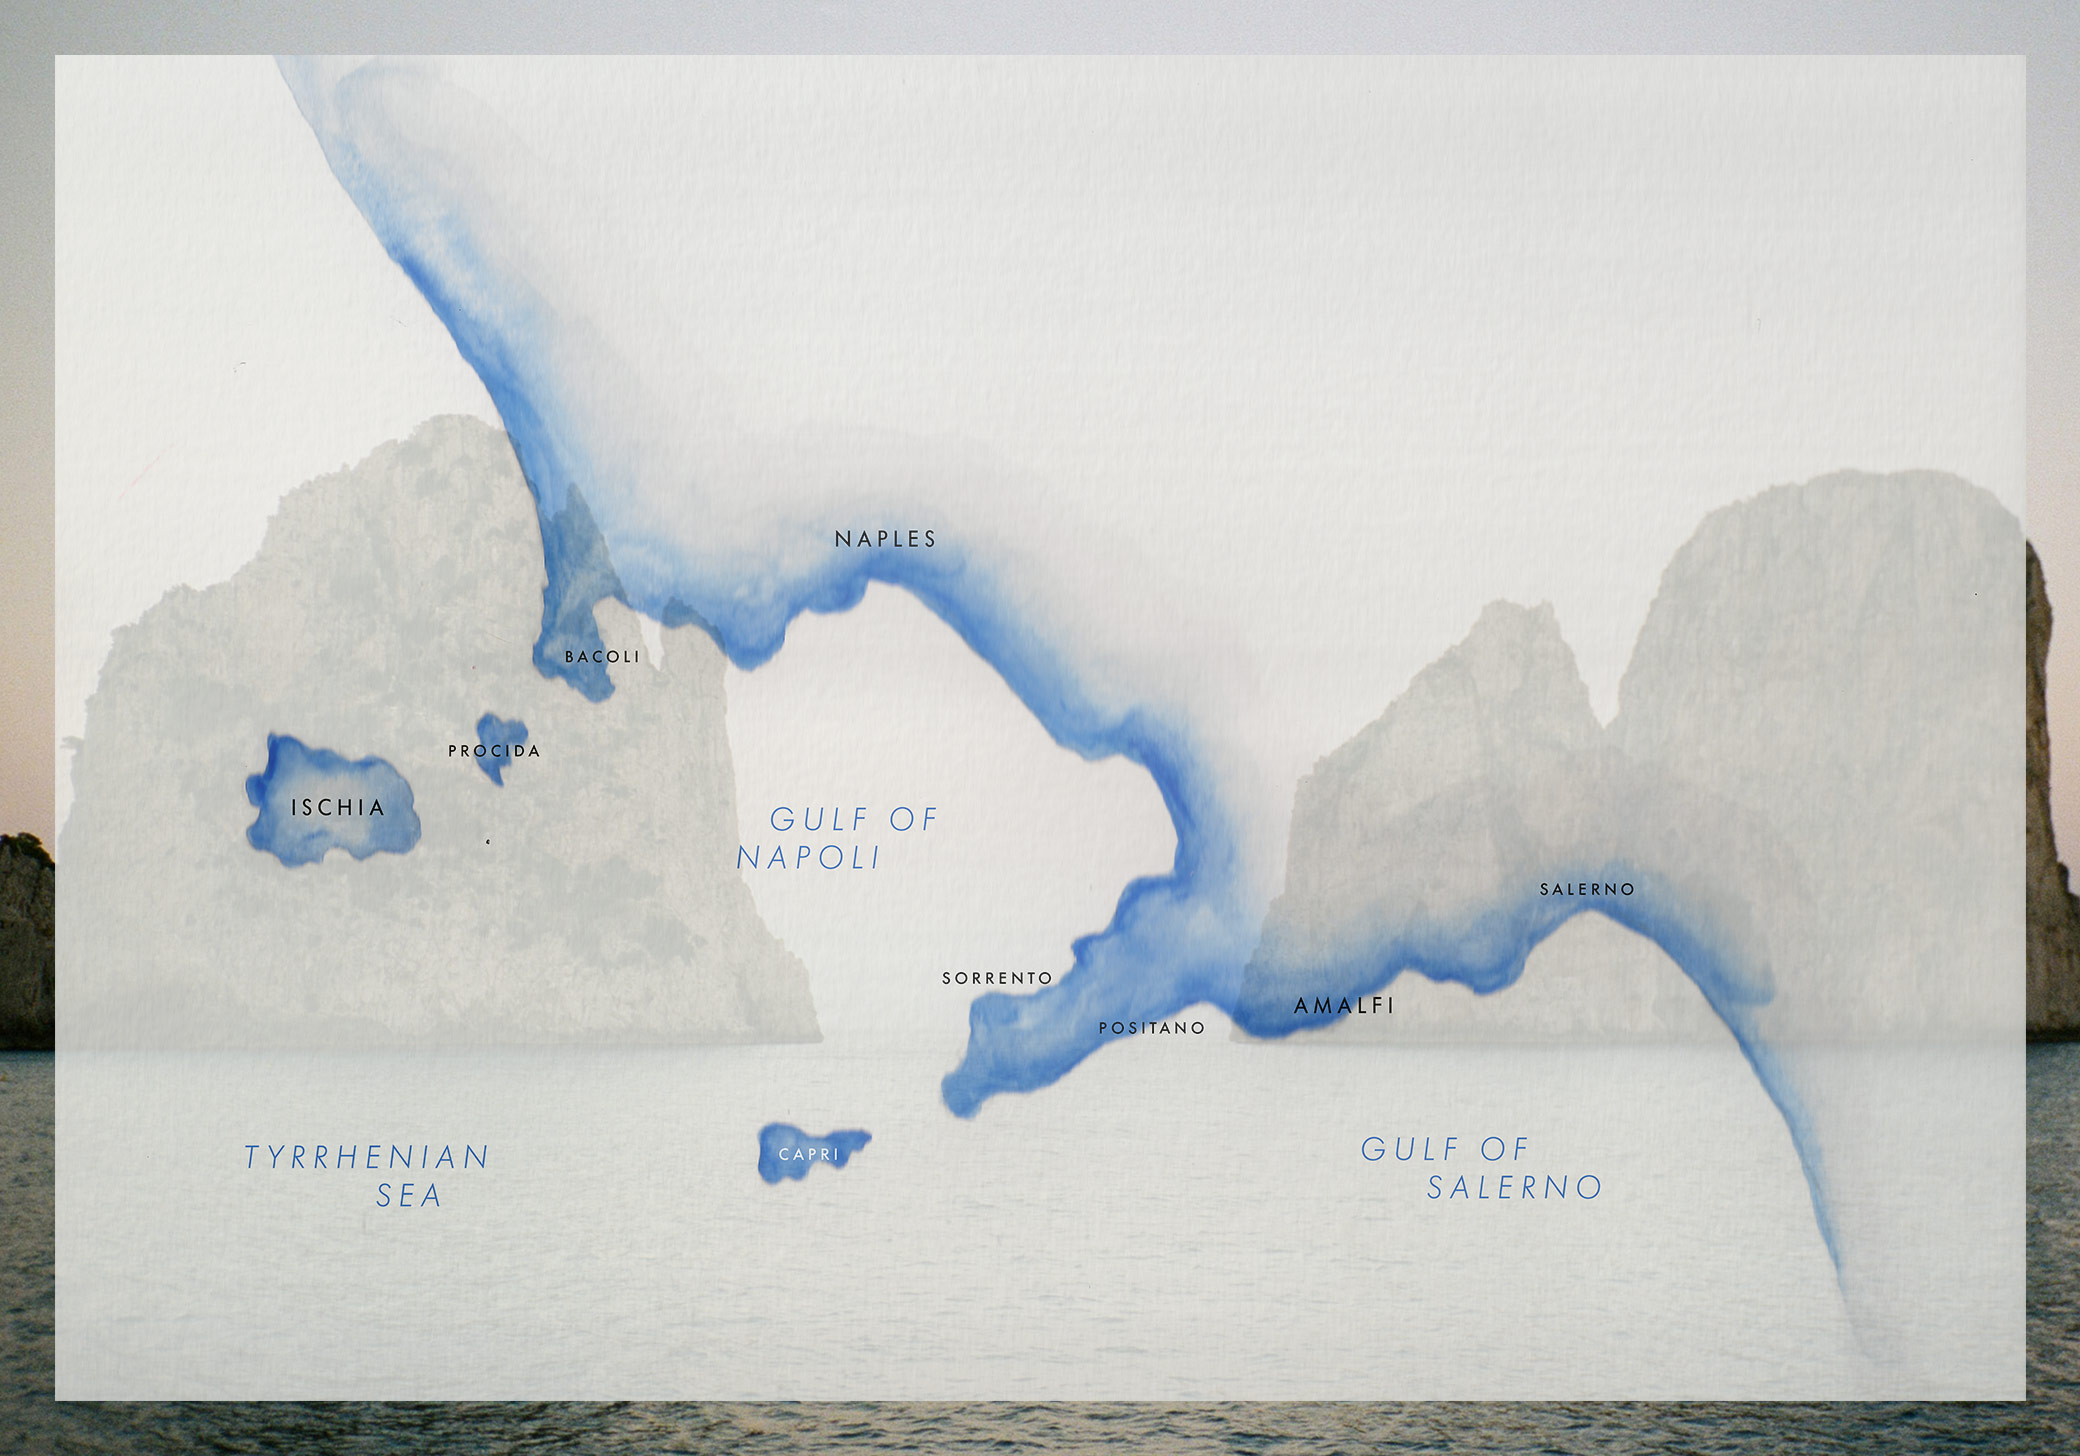 NAPLES
BACOLI
PROCIDA
ISCHIA
GULF OF
NAPOLI
SALERNO
SORRENTO
AMALFI
POSITANO
CAPRI
TYRRHENIAN
SEA
GULF OF
SALERNO